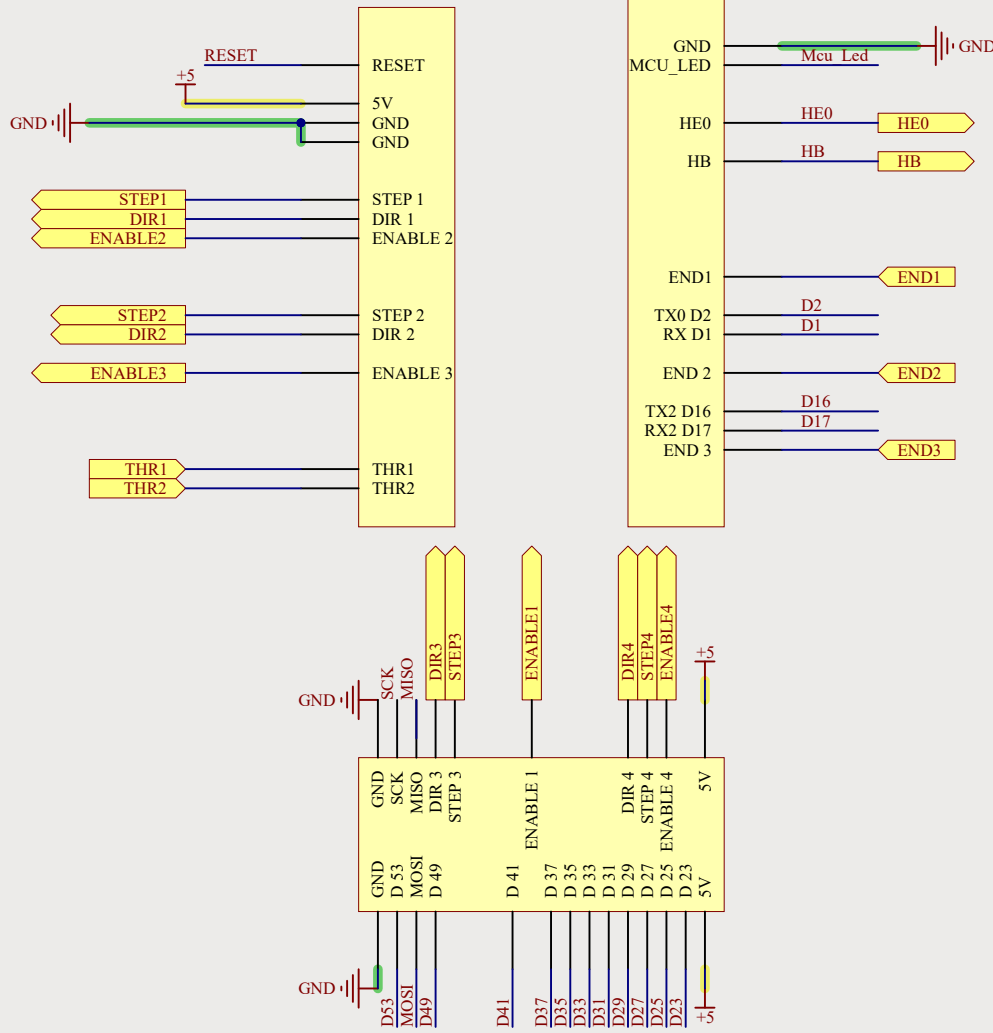 GND
GND
RESET
RESET
MCU_LED
Mcu_Led
+5
5V
GND
GND
GND
HE0
HE0
HE0
HB
HB
HB
STEP1
STEP 1
DIR1
DIR 1
ENABLE2
ENABLE 2
END1
END1
STEP2
STEP 2
TX0 D2
D2
DIR2
DIR 2
RX D1
D1
ENABLE3
ENABLE 3
END 2
END2
TX2 D16
D16
RX2 D17
D17
END 3
END3
THR1
THR1
THR2
THR2
GND
SCK
MISO
DIR3
STEP3
ENABLE1
DIR4
STEP4
ENABLE4
+5
GND
SCK
MISO
DIR 3
STEP 3
ENABLE 1
DIR 4
STEP 4
ENABLE 4
5V
GND
D 53
MOSI
D 49
D 41
D 37
D 35
D 33
D 31
D 29
D 27
D 25
D 23
5V
GND
D53
MOSI
D49
D41
D37
D35
D33
D31
D29
D27
D25
D23
+5